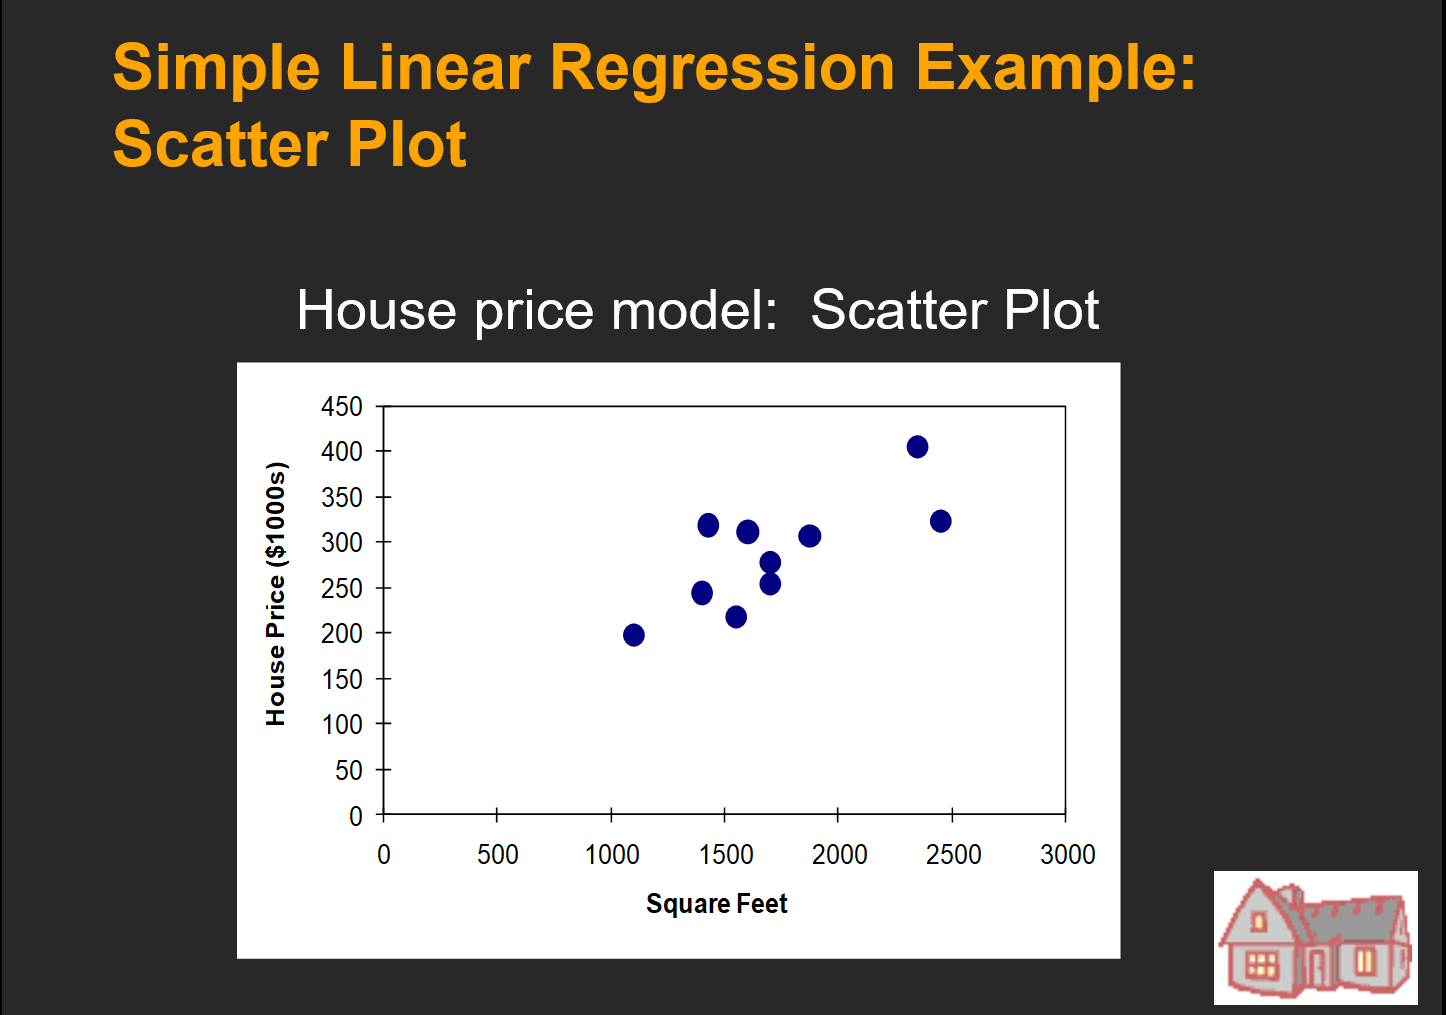 Simple Linear Regression Example:
Scatter Plot
House price model: Scatter Plot
450
400
350
300
250
200
150
100
50
0
House Price ($1000s)
0 500 1000 1500 2000 2500 3000
Square Feet